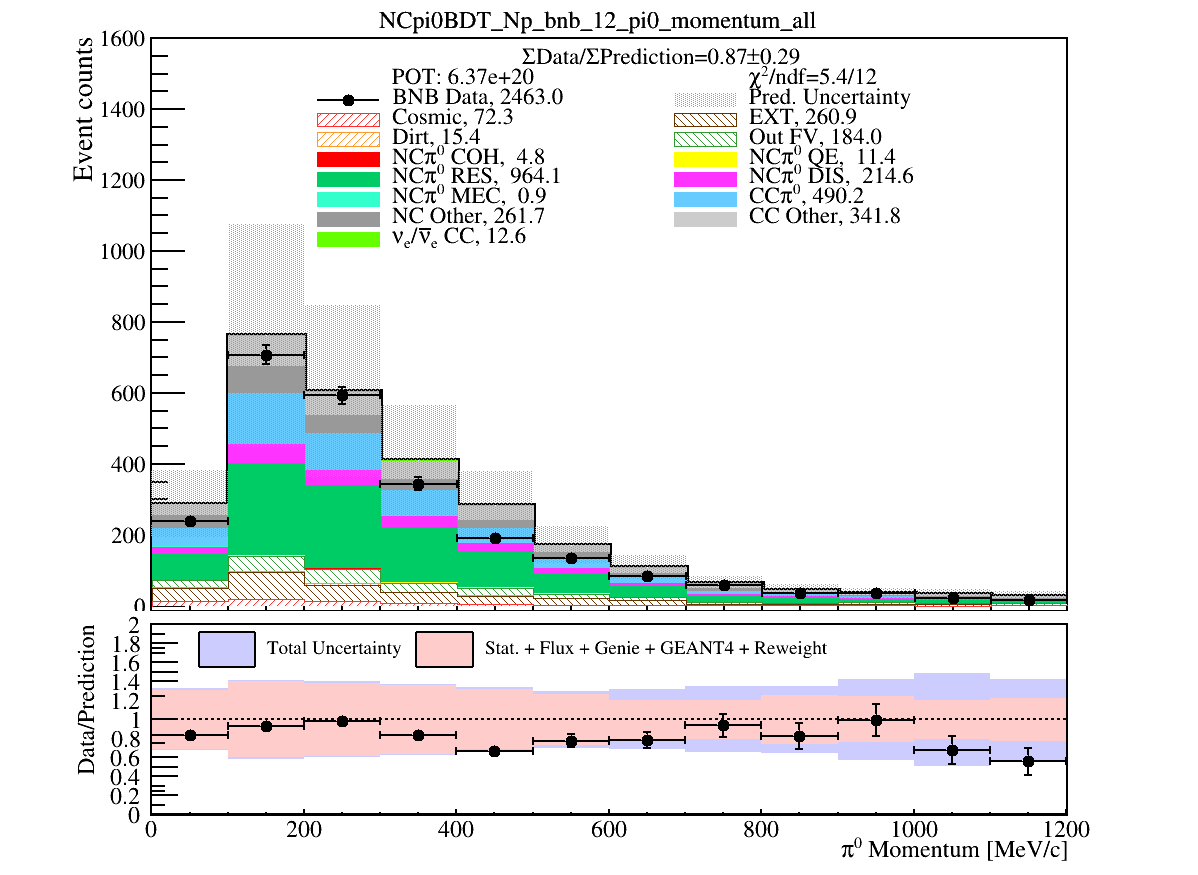 NCpi0BDT_Np_bnb_12_pi0_momentum_all
ΣData/ΣPrediction=0.87±0.29
POT: 6.37e+20
χ²/ndf=5.4/12
BNB Data, 2463.0
Pred. Uncertainty
Cosmic, 72.3
EXT, 260.9
Dirt, 15.4
Out FV, 184.0
NCπ⁰ COH, 4.8
NCπ⁰ QE, 11.4
NCπ⁰ RES, 964.1
NCπ⁰ DIS, 214.6
NCπ⁰ MEC, 0.9
CCπ⁰, 490.2
NC Other, 261.7
CC Other, 341.8
νₑ/ν̅ₑ CC, 12.6
Event counts
1600
1400
1200
1000
800
600
400
200
0
Total Uncertainty
Stat. + Flux + Genie + GEANT4 + Reweight
Data/Prediction
2
1.8
1.6
1.4
1.2
1
0.8
0.6
0.4
0.2
0
0 200 400 600 800 1000 1200
π⁰ Momentum [MeV/c]